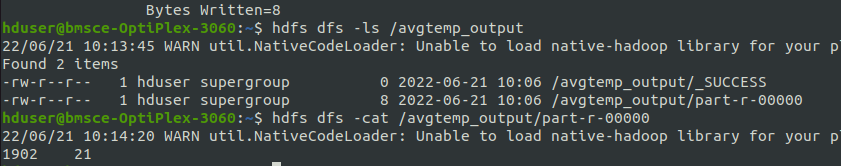 Bytes Written=8
hduser@bmsce-OptiPlex-3060:~$ hdfs dfs -ls /avgtemp_output
22/06/21 10:13:45 WARN util.NativeCodeLoader: Unable to load native-hadoop library for your pl
Found 2 items
-rw-r--r--   1 hduser supergroup          0 2022-06-21 10:06 /avgtemp_output/_SUCCESS
-rw-r--r--   1 hduser supergroup          8 2022-06-21 10:06 /avgtemp_output/part-r-00000
hduser@bmsce-OptiPlex-3060:~$ hdfs dfs -cat /avgtemp_output/part-r-00000
22/06/21 10:14:20 WARN util.NativeCodeLoader: Unable to load native-hadoop library for your pl
1902    21